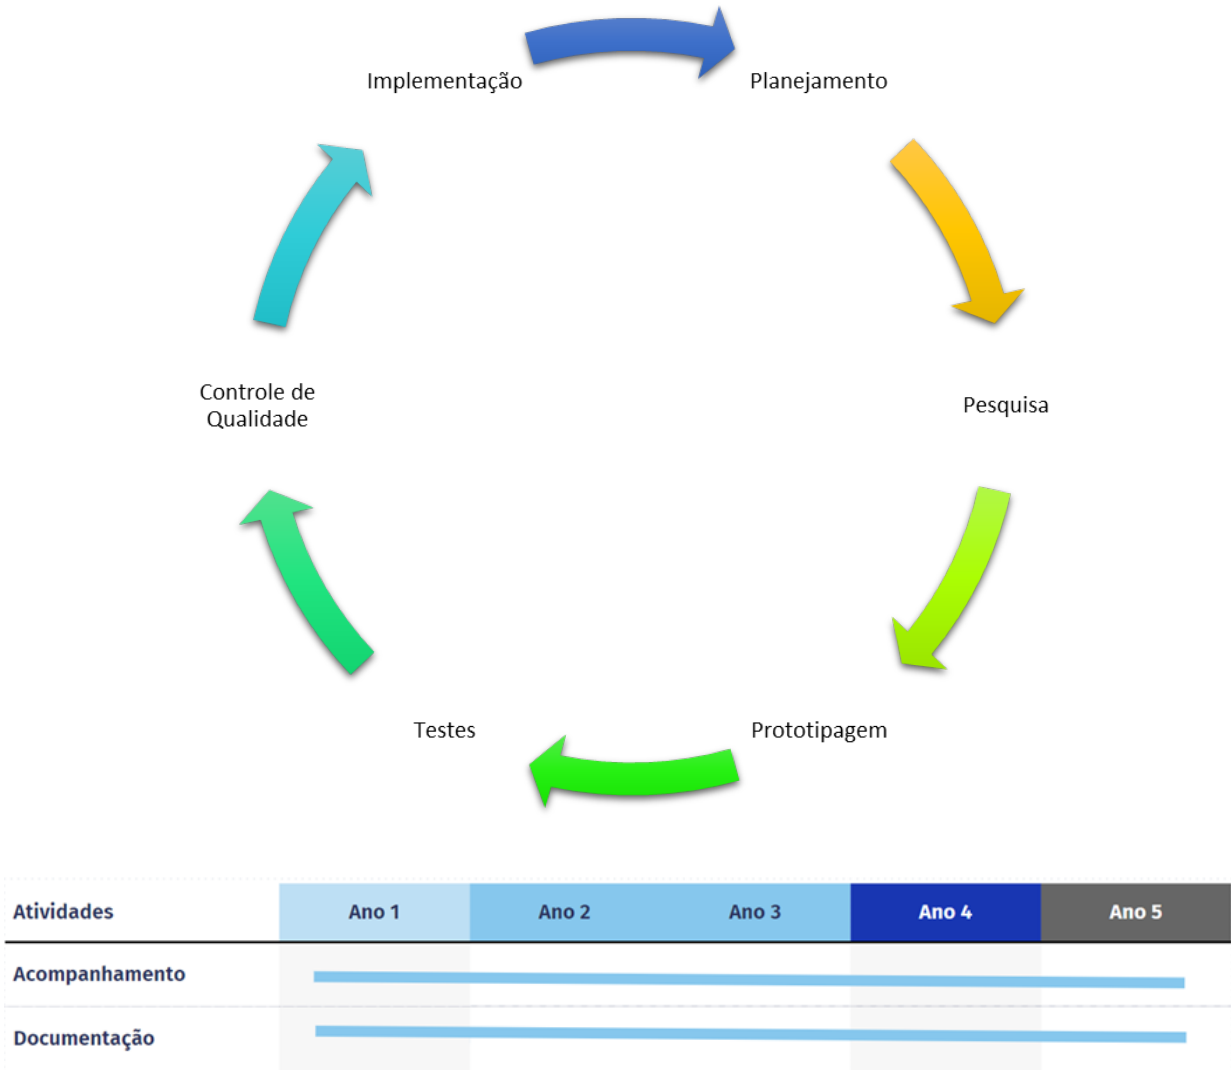 Implementação
Planejamento
Controle de
Qualidade
Pesquisa
Testes
Prototipagem
Atividades Ano 1 Ano 2 Ano 3 Ano 4 Ano 5
Acompanhamento
Documentação